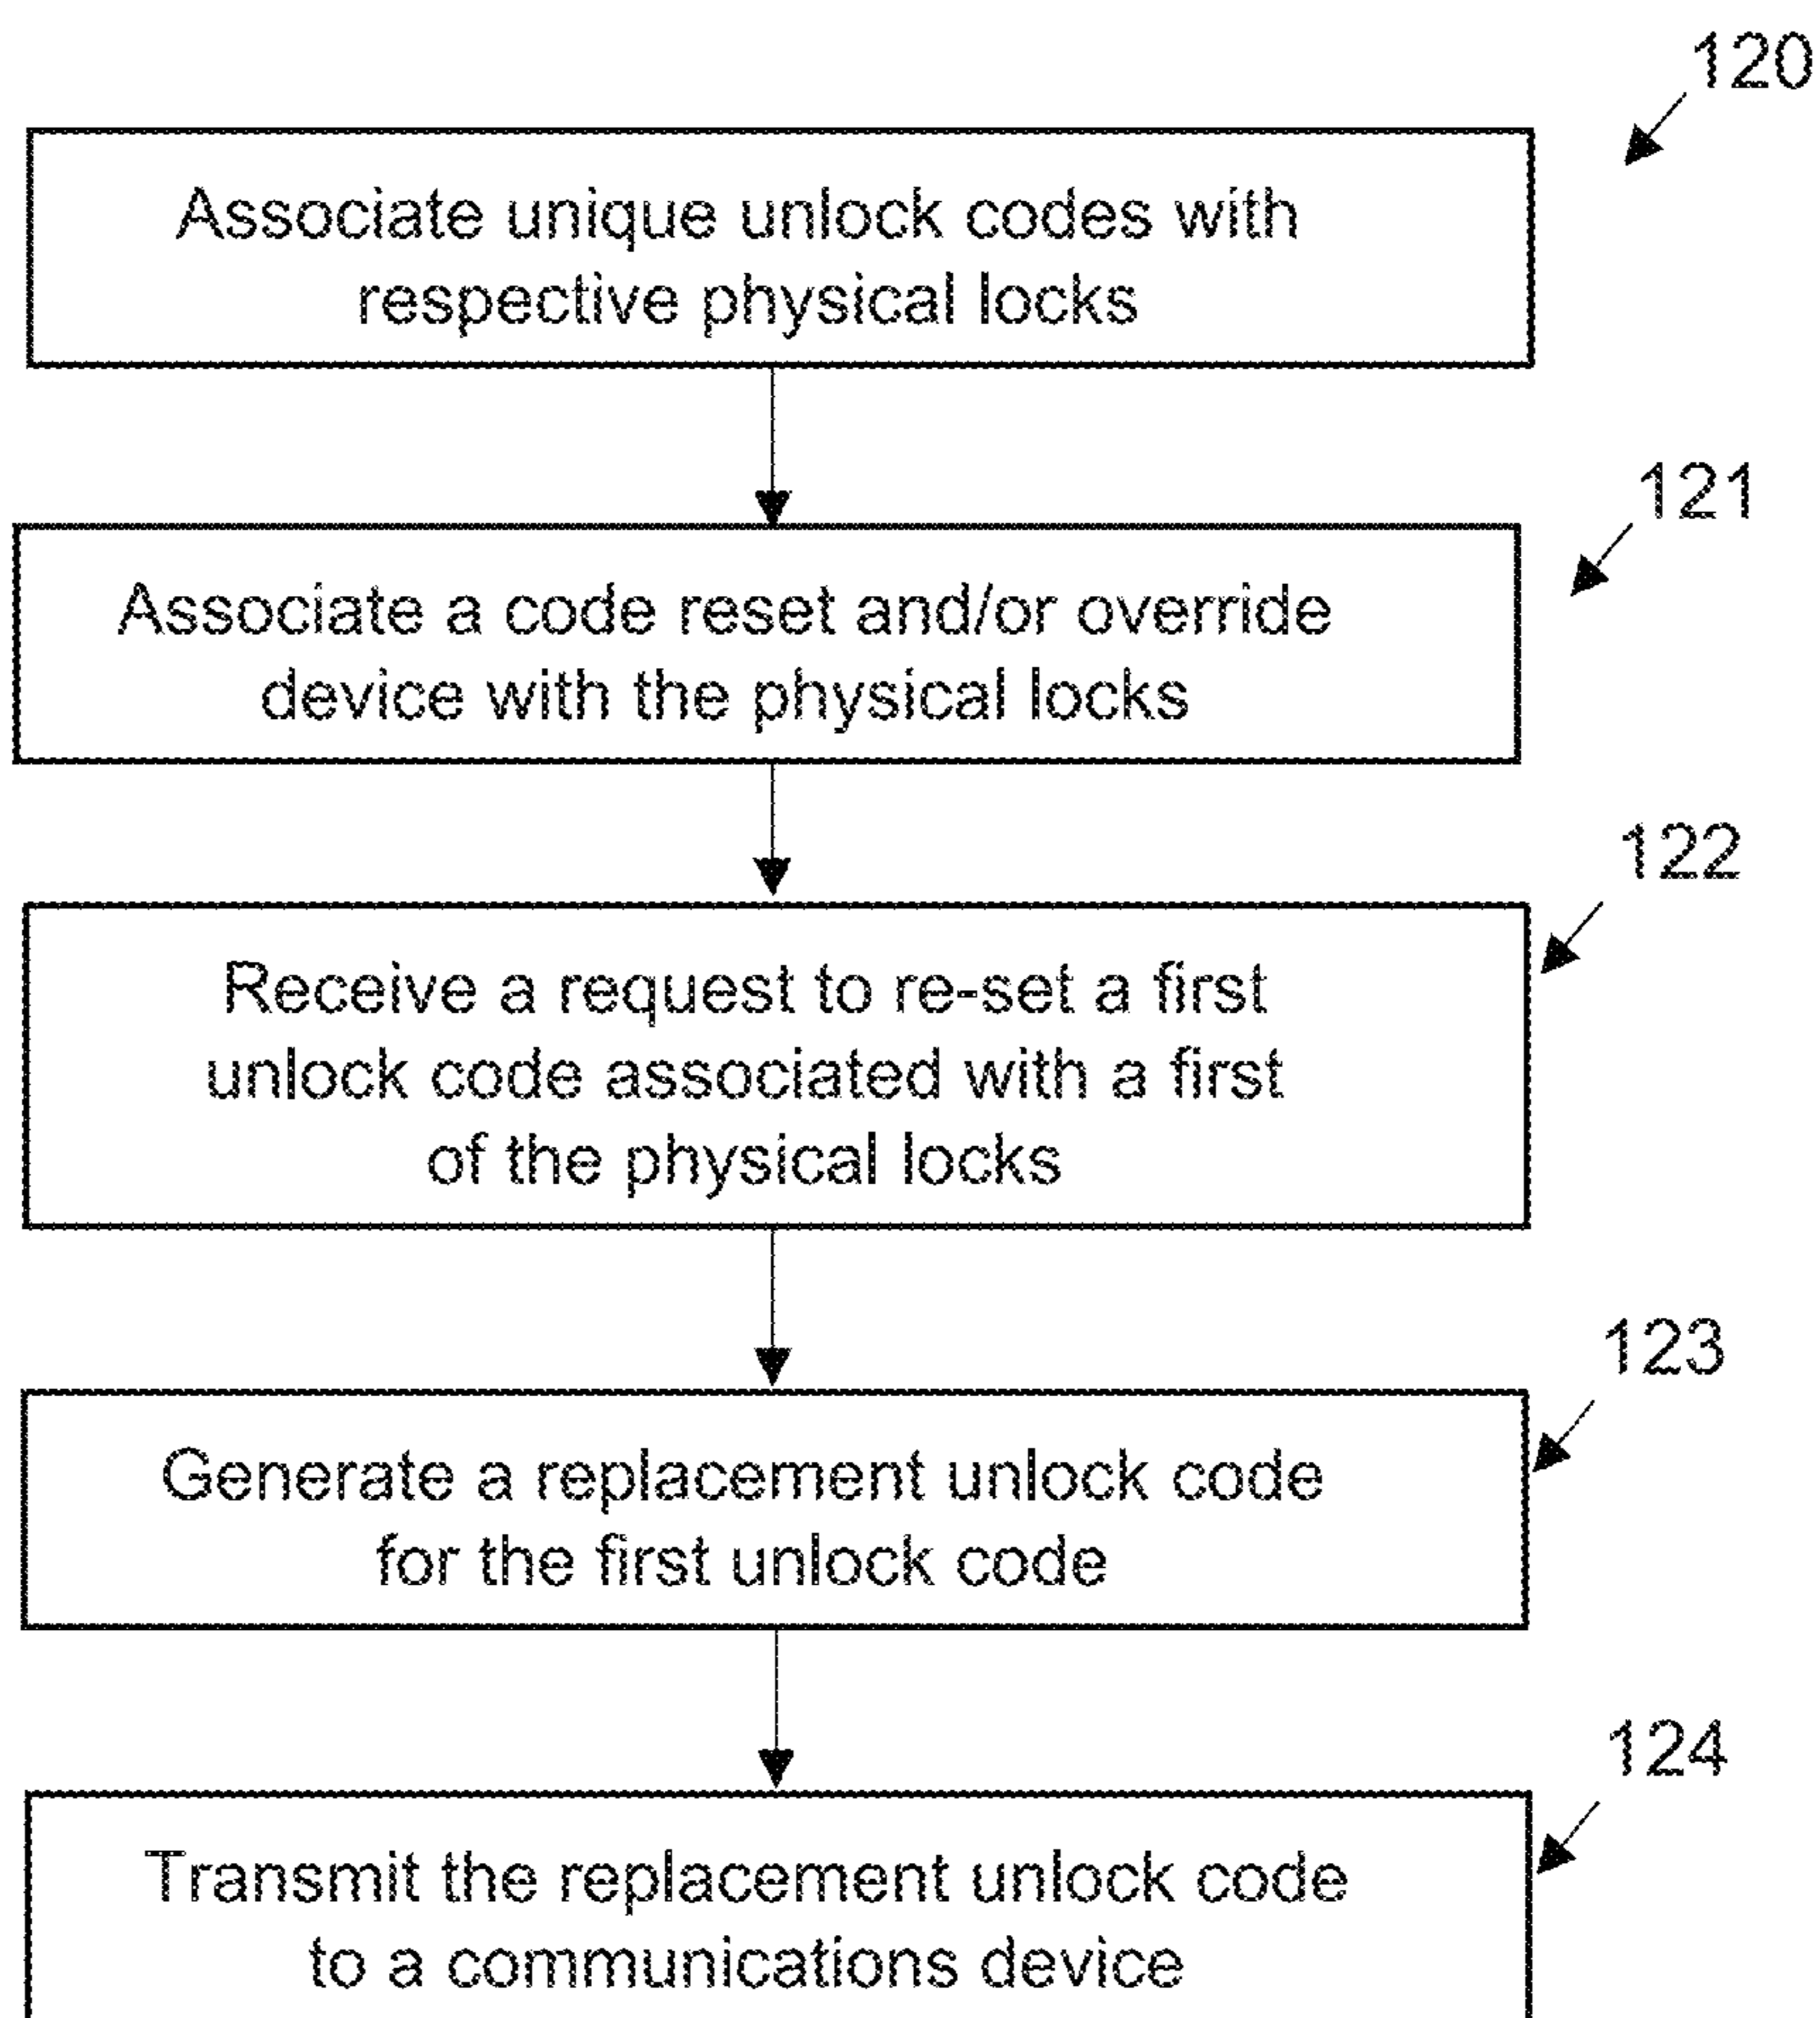 120
Associate unique unlock codes with
respective physical locks
121
Associate a code reset and/or override
device with the physical locks
122
Receive a request to re-set a first
unlock code associated with a first
of the physical locks
123
Generate a replacement unlock code
for the first unlock code
124
Transmit the replacement unlock code
to a communications device